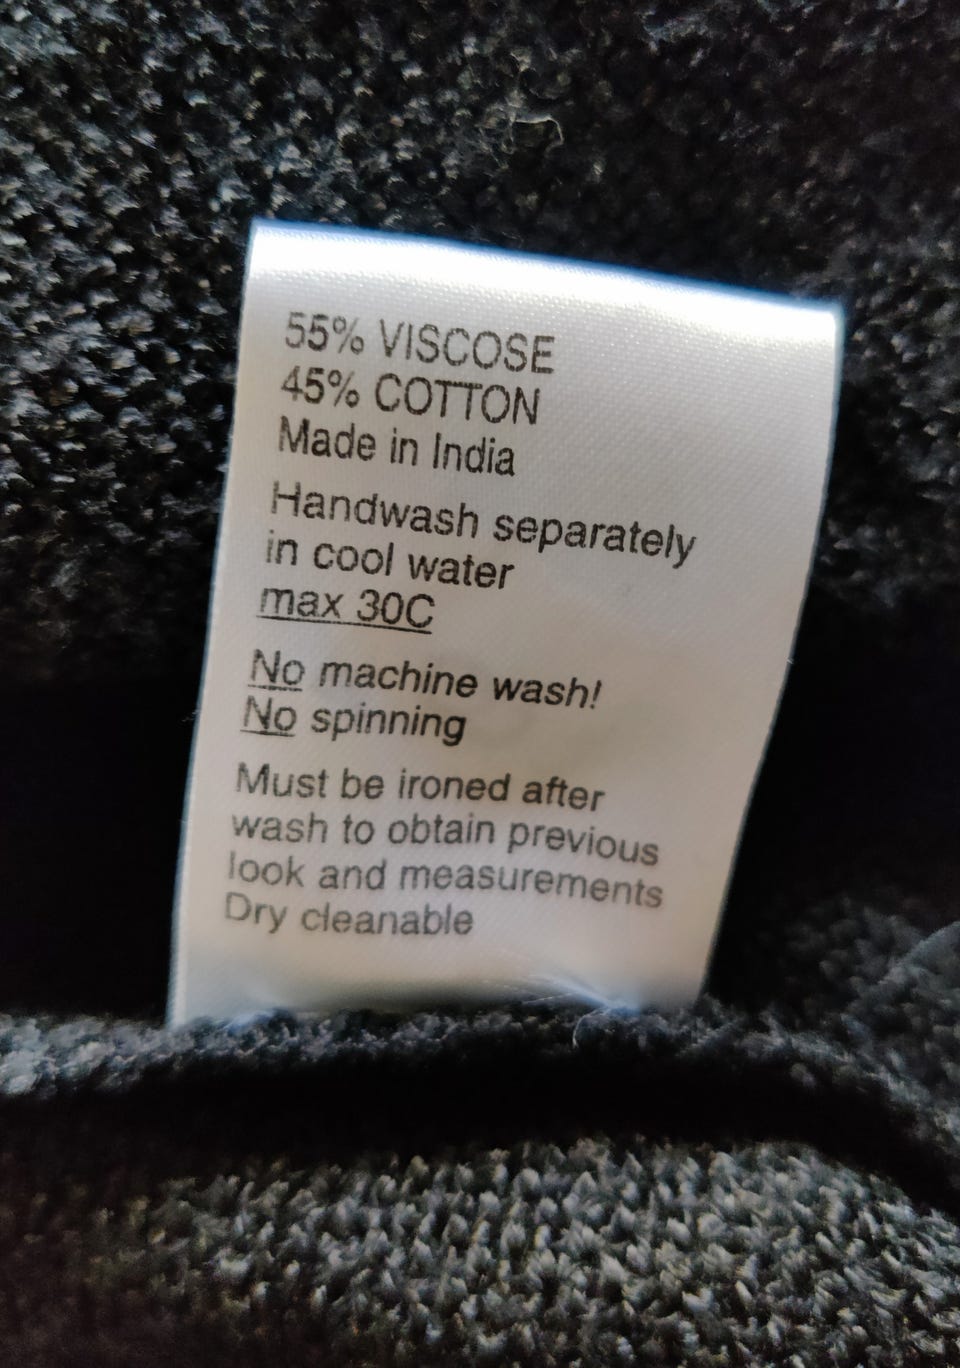 55% VISCOSE
45% COTTON
Made in India
Handwash separately
in cool water
max 30C
No machine wash!
No spinning
Must be ironed after
wash to obtain previous
look and measurements
Dry cleanable